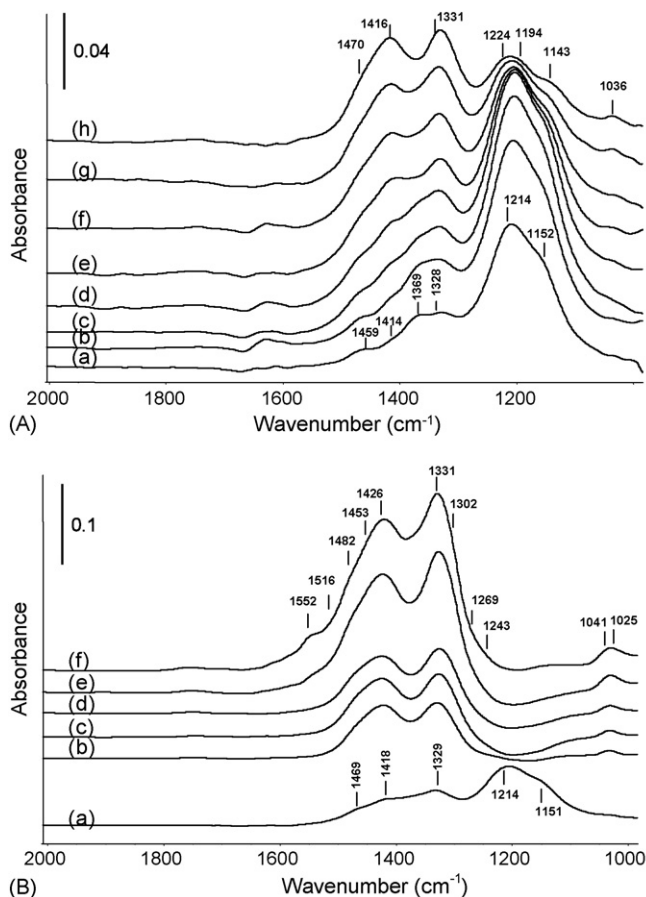 0.04
1470
1416
1331
1224
1194
1143
1036
(h)
(g)
(f)
(e)
(d)
(c)
(b)
(a)
1214
1152
1369
1328
1459
1414
Absorbance
2000 1800 1600 1400 1200
Wavenumber (cm⁻¹)
(A)
0.1
1552
1516
1482
1453
1426
1331
1302
1269
1243
1041 1025
(f)
(e)
(d)
(c)
(b)
(a)
1469
1418
1329
1214
1151
Absorbance
2000 1800 1600 1400 1200 1000
Wavenumber (cm⁻¹)
(B)